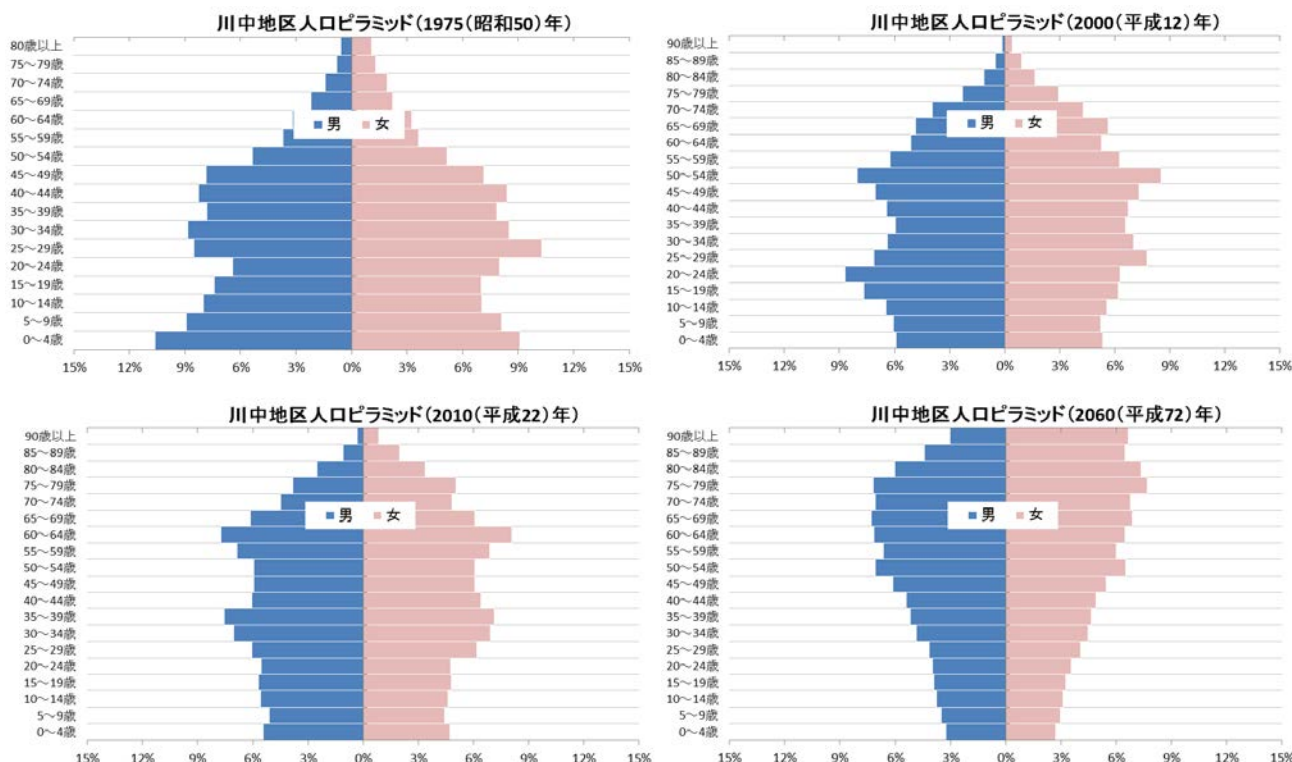 川中地区人口ピラミッド(1975(昭和50)年)
80歳以上
75～79歳
70～74歳
65～69歳
60～64歳
55～59歳
50～54歳
45～49歳
40～44歳
35～39歳
30～34歳
25～29歳
20～24歳
15～19歳
10～14歳
5～9歳
0～4歳
男 女
15% 12% 9% 6% 3% 0% 3% 6% 9% 12% 15%
川中地区人口ピラミッド(2000(平成12)年)
90歳以上
85～89歳
80～84歳
75～79歳
70～74歳
65～69歳
60～64歳
55～59歳
50～54歳
45～49歳
40～44歳
35～39歳
30～34歳
25～29歳
20～24歳
15～19歳
10～14歳
5～9歳
0～4歳
男 女
15% 12% 9% 6% 3% 0% 3% 6% 9% 12% 15%
川中地区人口ピラミッド(2010(平成22)年)
90歳以上
85～89歳
80～84歳
75～79歳
70～74歳
65～69歳
60～64歳
55～59歳
50～54歳
45～49歳
40～44歳
35～39歳
30～34歳
25～29歳
20～24歳
15～19歳
10～14歳
5～9歳
0～4歳
男 女
15% 12% 9% 6% 3% 0% 3% 6% 9% 12% 15%
川中地区人口ピラミッド(2060(平成72)年)
90歳以上
85～89歳
80～84歳
75～79歳
70～74歳
65～69歳
60～64歳
55～59歳
50～54歳
45～49歳
40～44歳
35～39歳
30～34歳
25～29歳
20～24歳
15～19歳
10～14歳
5～9歳
0～4歳
男 女
15% 12% 9% 6% 3% 0% 3% 6% 9% 12% 15%